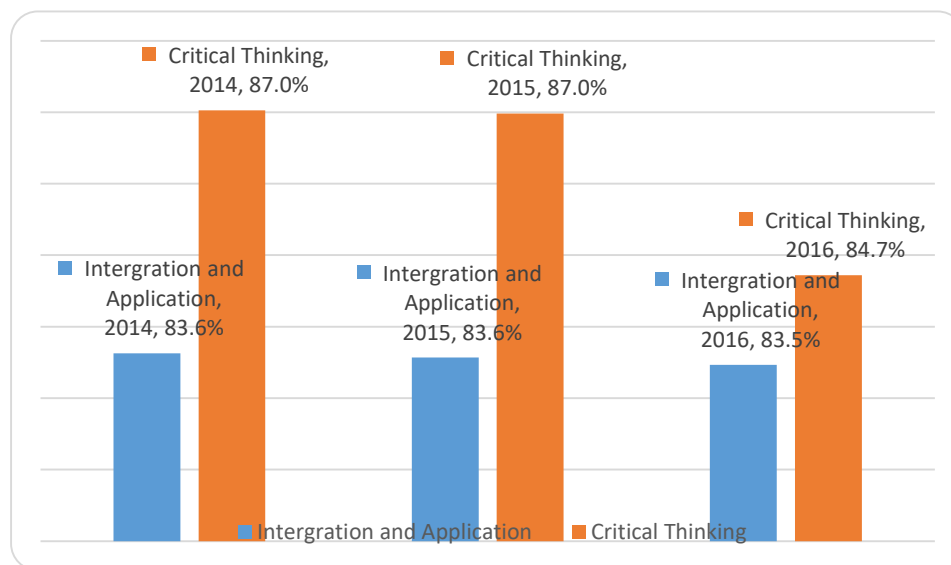 Critical Thinking,
2014, 87.0%
Critical Thinking,
2015, 87.0%
Critical Thinking,
2016, 84.7%
Intergration and
Application,
2014, 83.6%
Intergration and
Application,
2015, 83.6%
Intergration and
Application,
2016, 83.5%
Intergration and Application
Critical Thinking